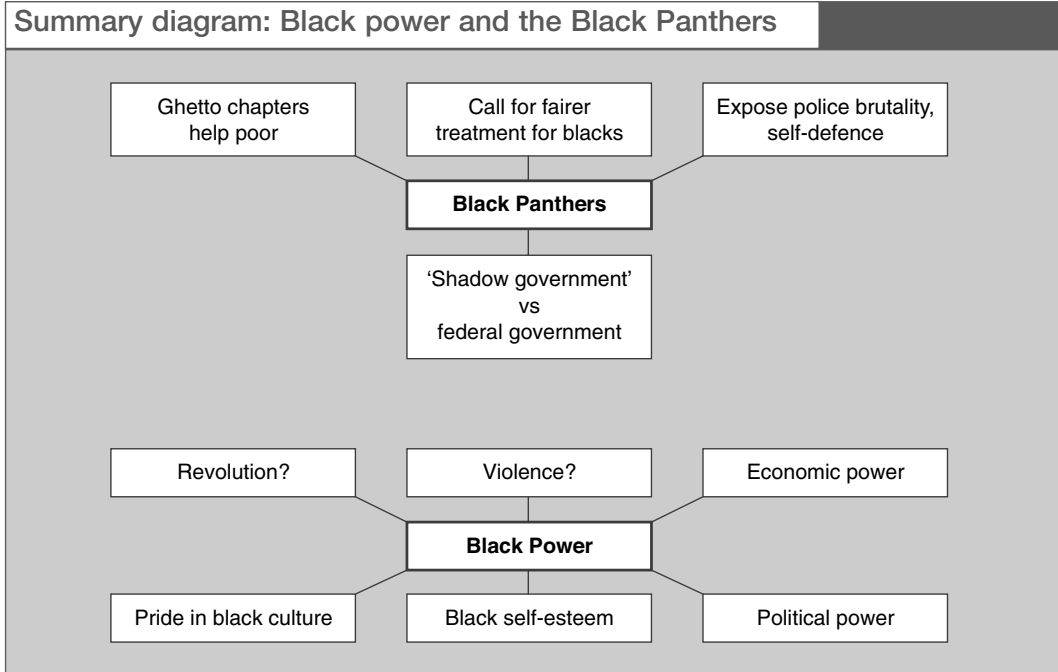 Summary diagram: Black power and the Black Panthers
Ghetto chapters
help poor
Call for fairer
treatment for blacks
Expose police brutality,
self-defence
Black Panthers
‘Shadow government’
vs
federal government
Revolution?
Violence?
Economic power
Black Power
Pride in black culture
Black self-esteem
Political power